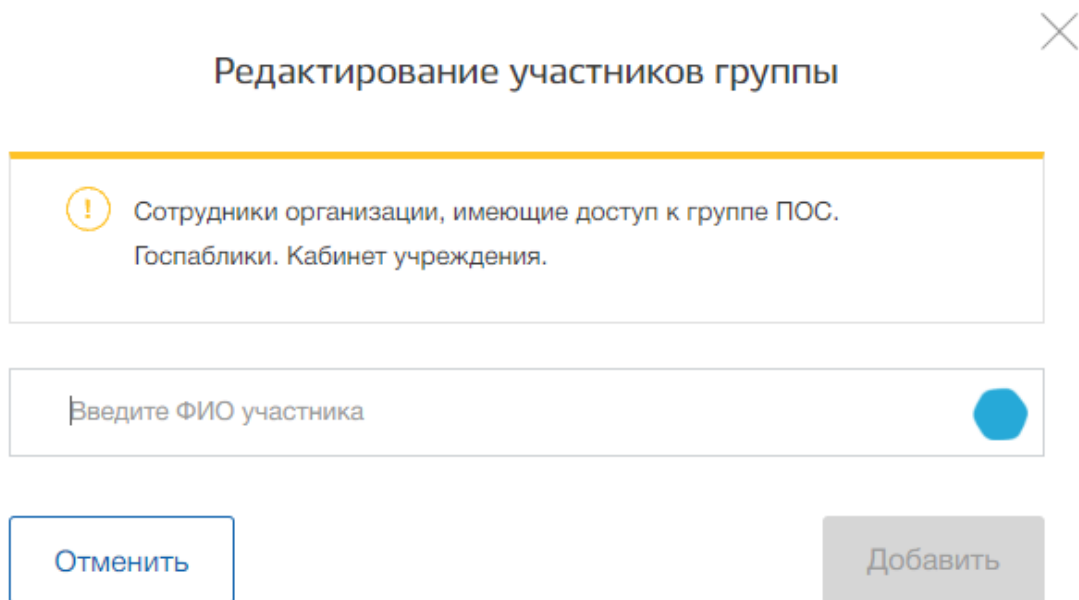 Редактирование участников группы
!
Сотрудники организации, имеющие доступ к группе ПОС.
Госпаблики. Кабинет учреждения.
Введите ФИО участника
Отменить
Добавить